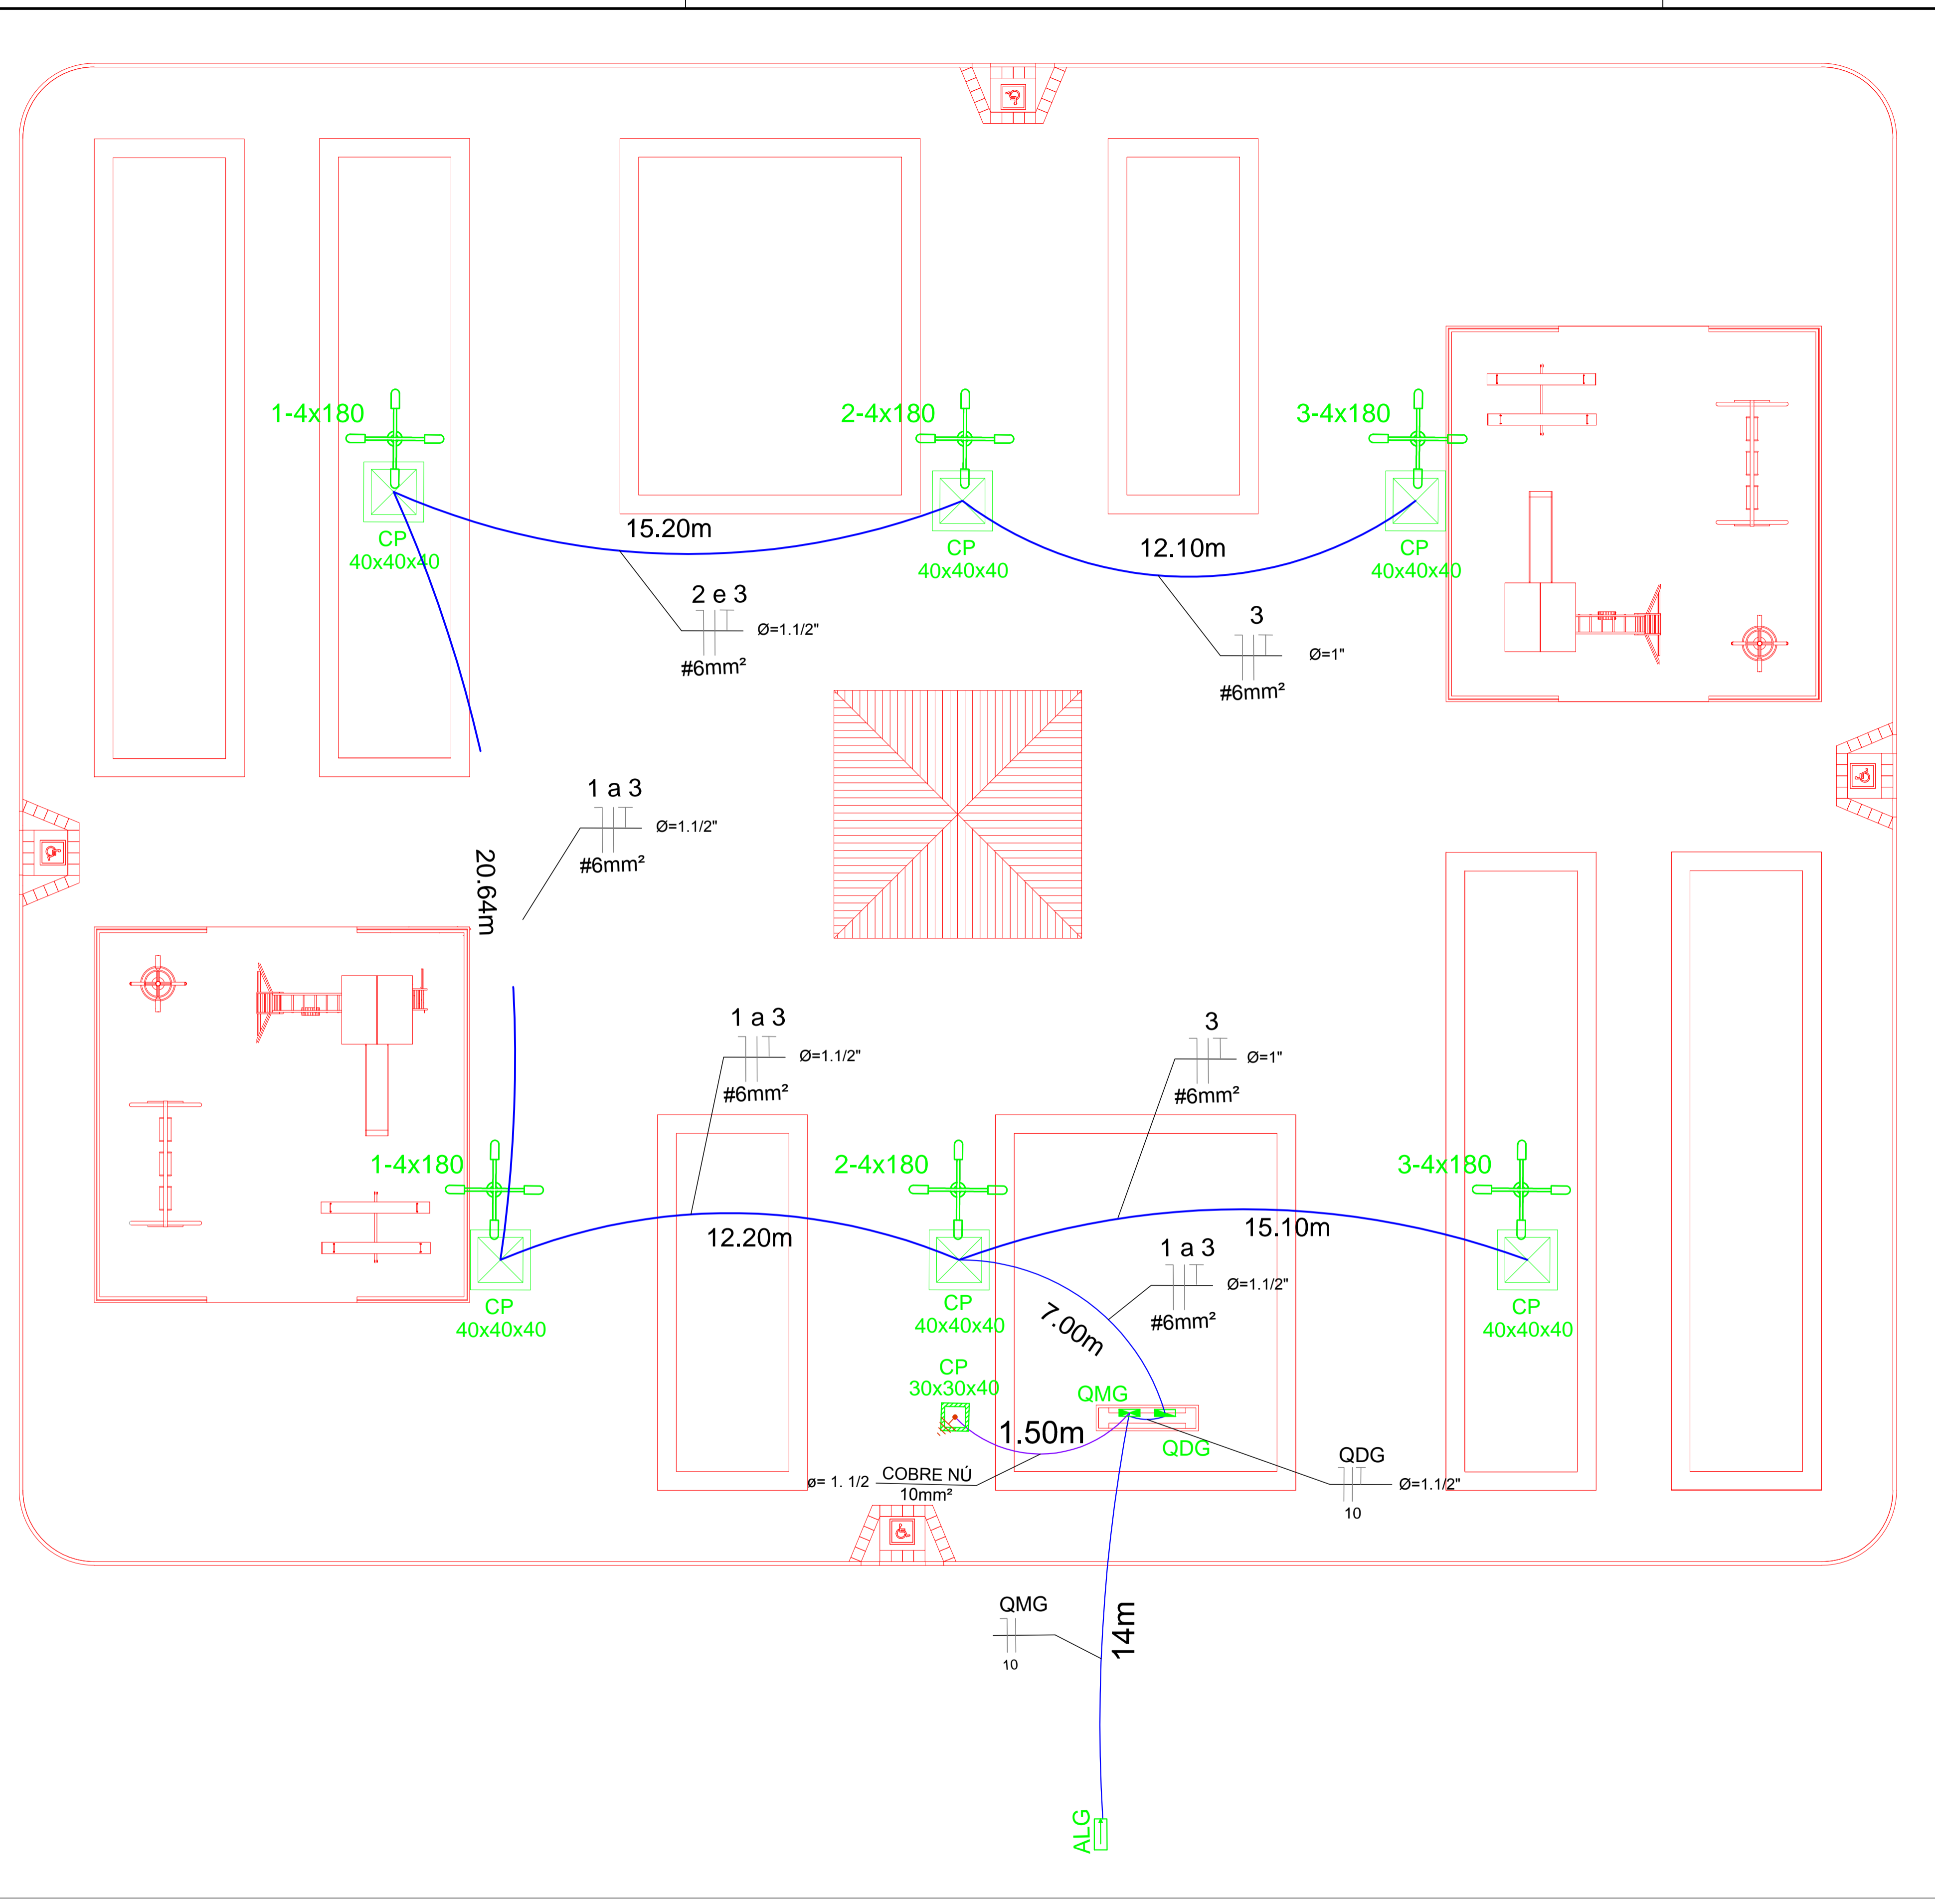 1-4x180
2-4x180
3-4x180
15.20m
CP
40x40x40
CP
40x40x40
12.10m
CP
40x40x40
2 e 3
Ø=1.1/2"
#6mm²
3
Ø=1"
#6mm²
1 a 3
Ø=1.1/2"
#6mm²
20.64m
1 a 3
Ø=1.1/2"
#6mm²
3
Ø=1"
#6mm²
1-4x180
2-4x180
3-4x180
12.20m
15.10m
1 a 3
Ø=1.1/2"
#6mm²
7.00m
CP
40x40x40
CP
40x40x40
CP
40x40x40
CP
30x30x40
QMG
1.50m
QDG
QDG
Ø=1.1/2"
10
ø= 1. 1/2
COBRE NÚ
10mm²
QMG
10
14m
ALG